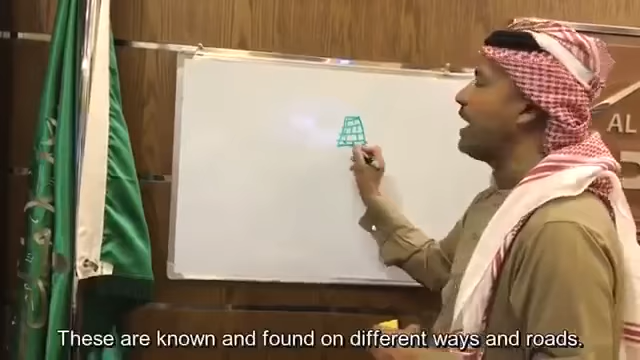 AL
These are known and found on different ways and roads.